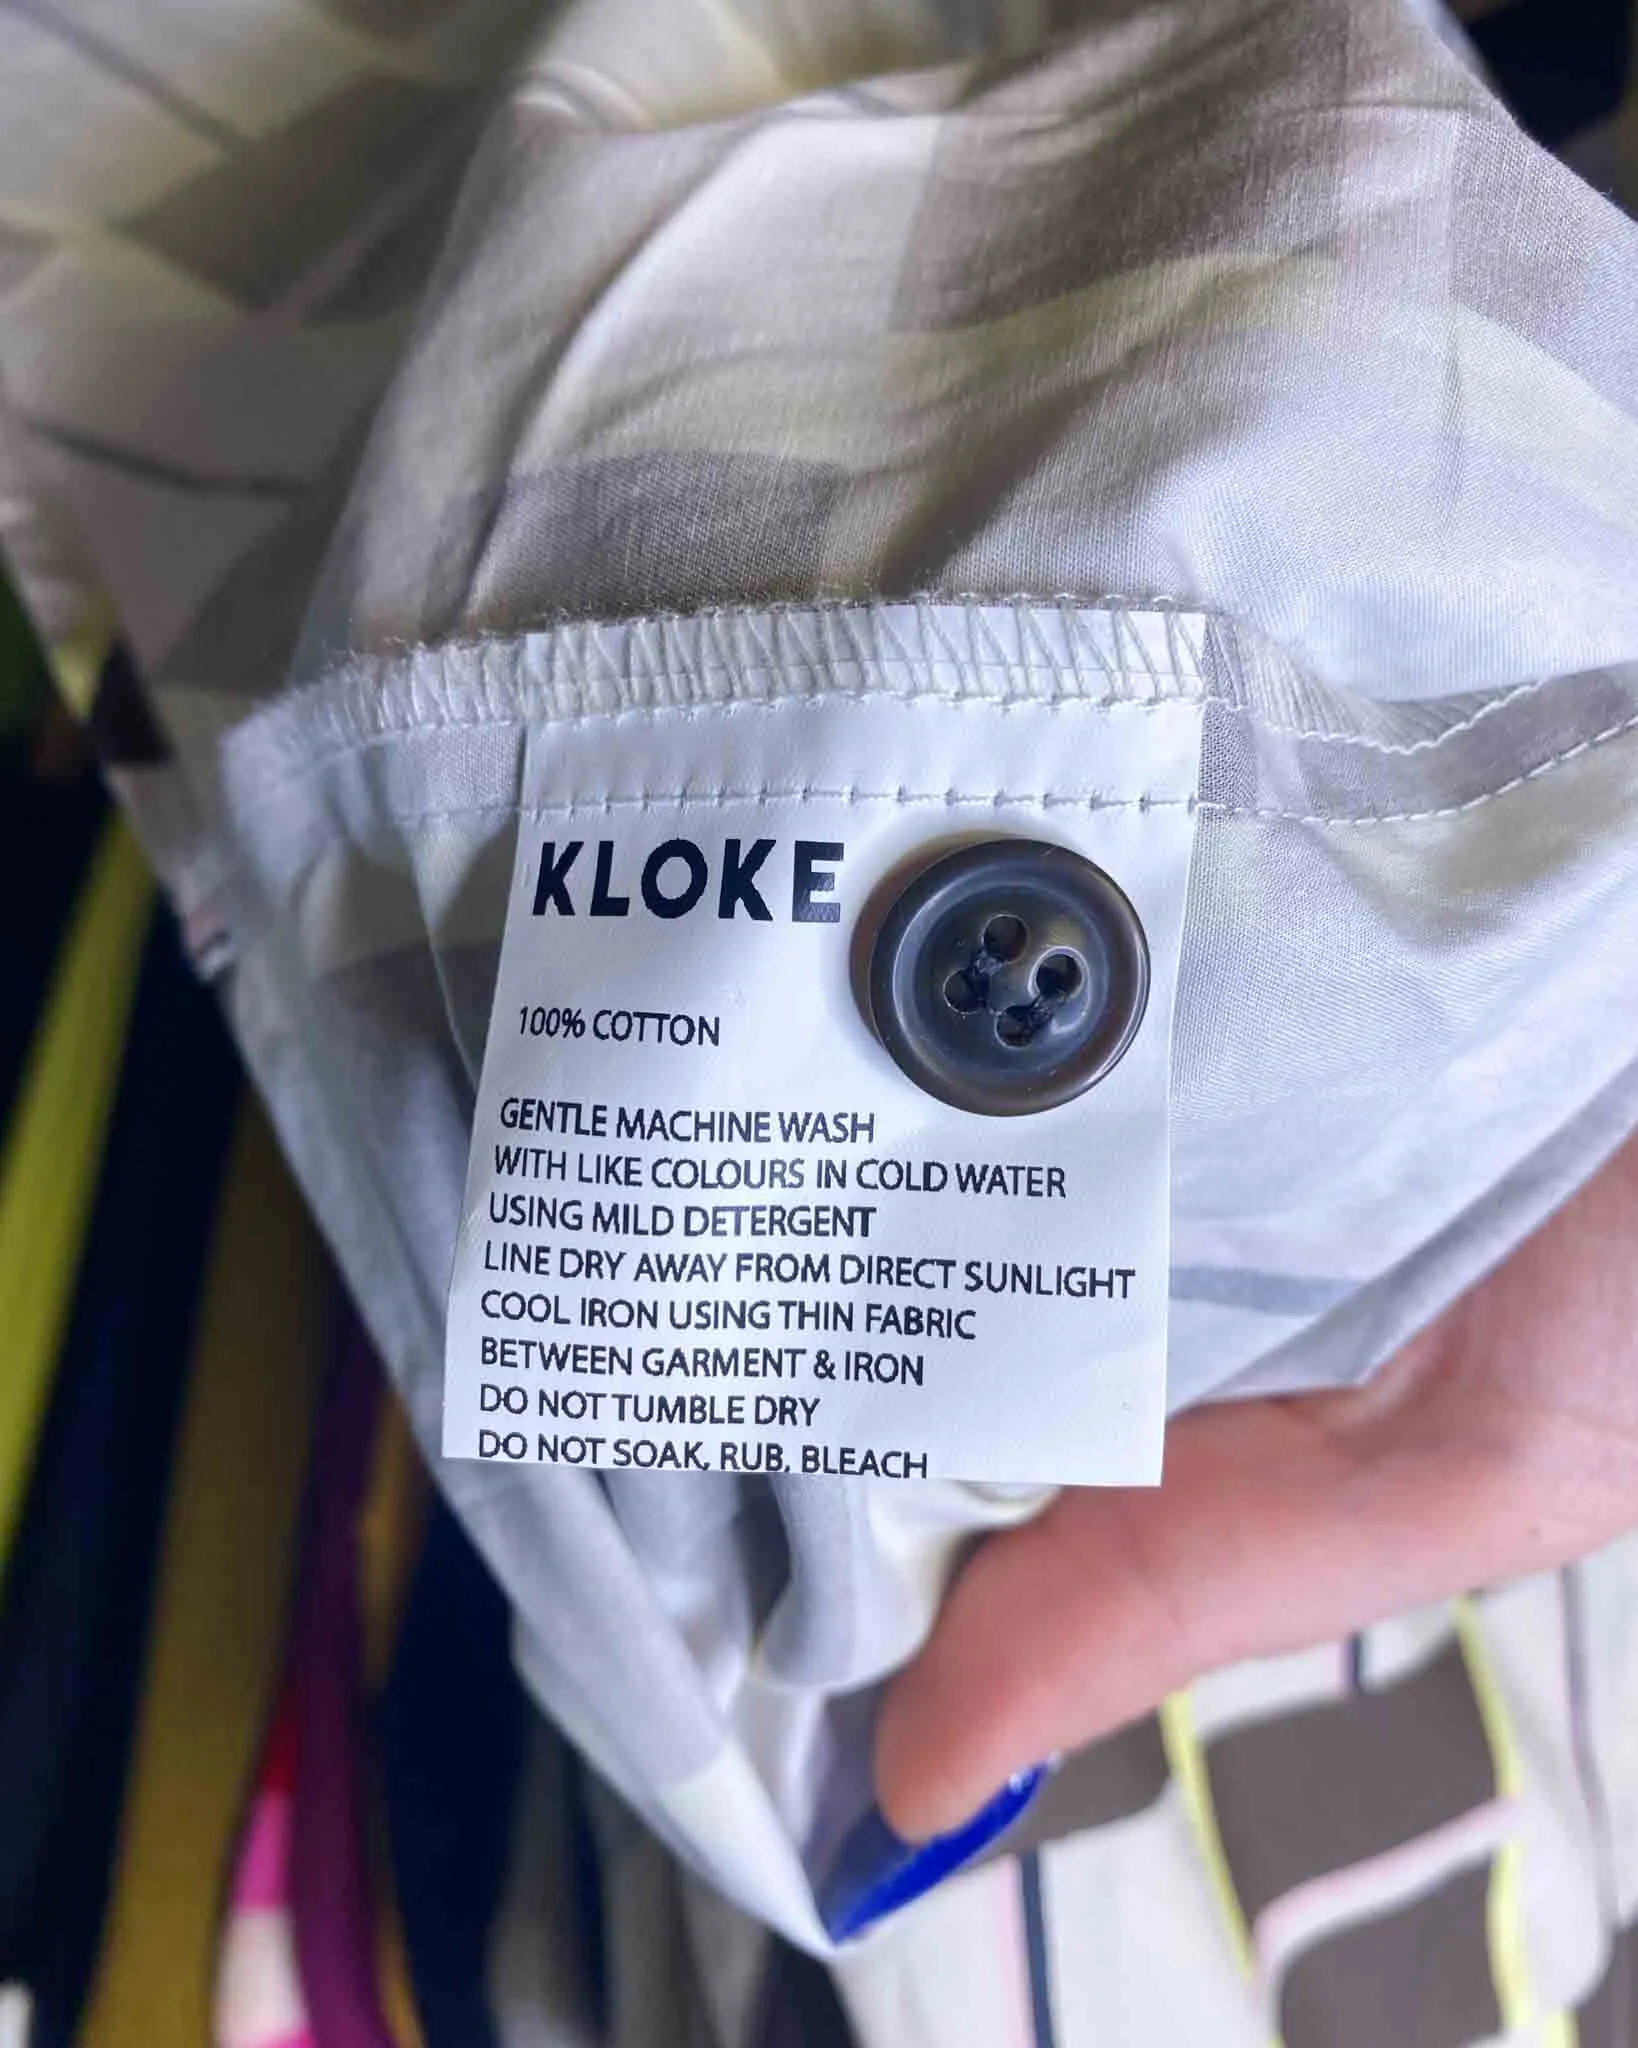 KLOKE
100% COTTON
GENTLE MACHINE WASH
WITH LIKE COLOURS IN COLD WATER
USING MILD DETERGENT
LINE DRY AWAY FROM DIRECT SUNLIGHT
COOL IRON USING THIN FABRIC
BETWEEN GARMENT & IRON
DO NOT TUMBLE DRY
DO NOT SOAK, RUB, BLEACH